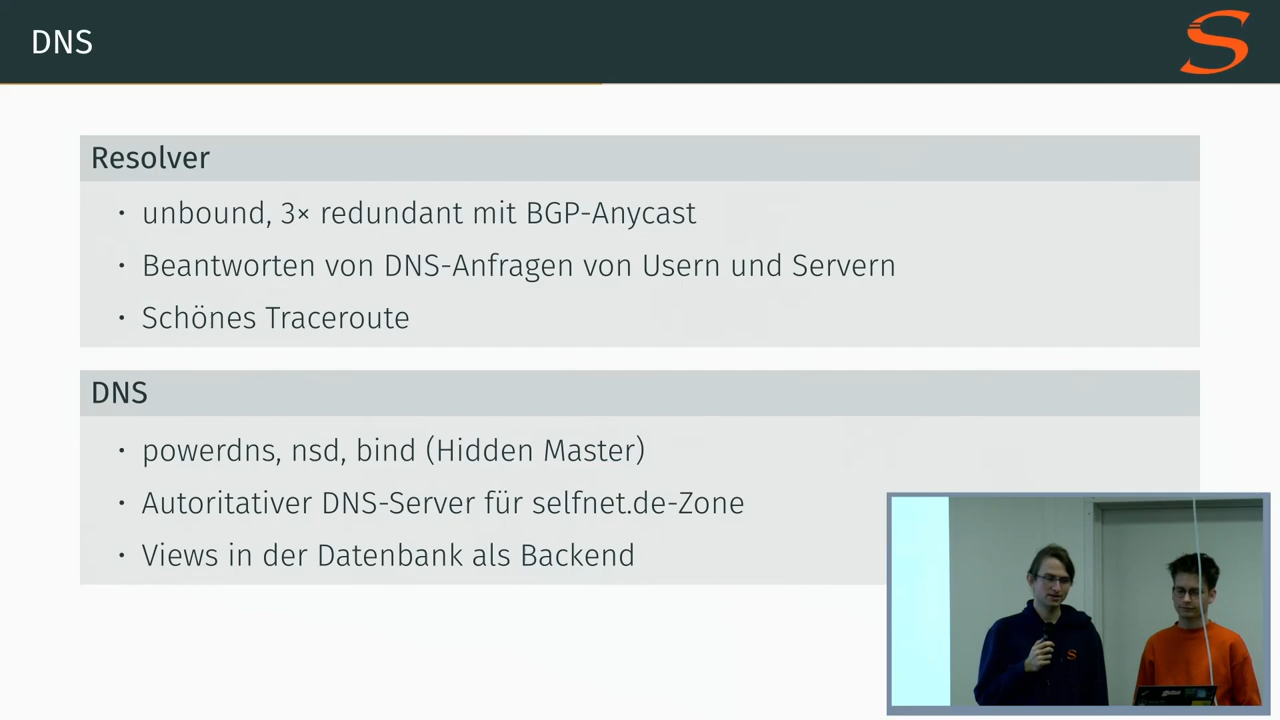 DNS
Resolver
• unbound, 3× redundant mit BGP-Anycast
• Beantworten von DNS-Anfragen von Usern und Servern
• Schönes Traceroute
DNS
• powerdns, nsd, bind (Hidden Master)
• Autoritativer DNS-Server für selfnet.de-Zone
• Views in der Datenbank als Backend